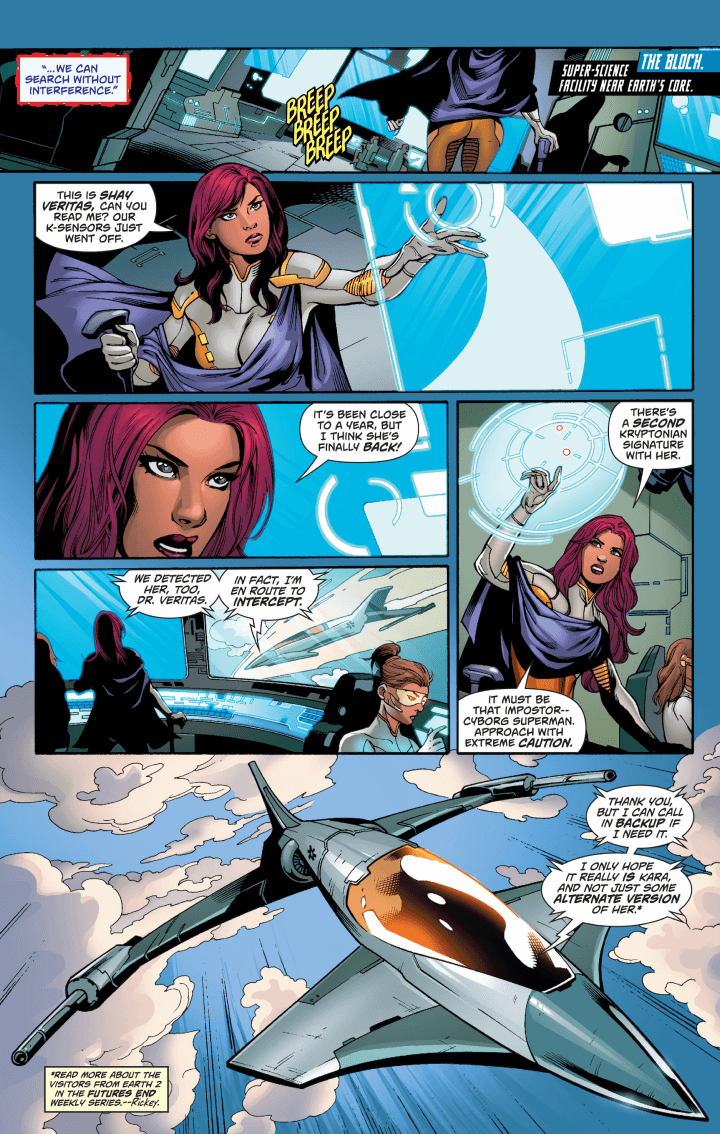 "...WE CAN
SEARCH WITHOUT
INTERFERENCE."
BREEP
BREEP
BREEP
THE BLOCK.
SUPER-SCIENCE
FACILITY NEAR EARTH'S CORE.
THIS IS SHAY
VERITAS, CAN YOU
READ ME? OUR
K-SENSORS JUST
WENT OFF.
IT'S BEEN CLOSE
TO A YEAR, BUT
I THINK SHE'S
FINALLY BACK!
THERE'S
A SECOND
KRYPTONIAN
SIGNATURE
WITH HER.
IT MUST BE
THAT IMPOSTOR--
CYBORG SUPERMAN.
APPROACH WITH
EXTREME CAUTION.
WE DETECTED
HER, TOO,
DR. VERITAS.
IN FACT, I'M
EN ROUTE TO
INTERCEPT.
THANK YOU,
BUT I CAN CALL
IN BACKUP IF
I NEED IT.
I ONLY HOPE
IT REALLY IS KARA,
AND NOT JUST SOME
ALTERNATE VERSION
OF HER.*
*READ MORE ABOUT THE
VISITORS FROM EARTH 2
IN THE FUTURES END
WEEKLY SERIES.--Rickey.